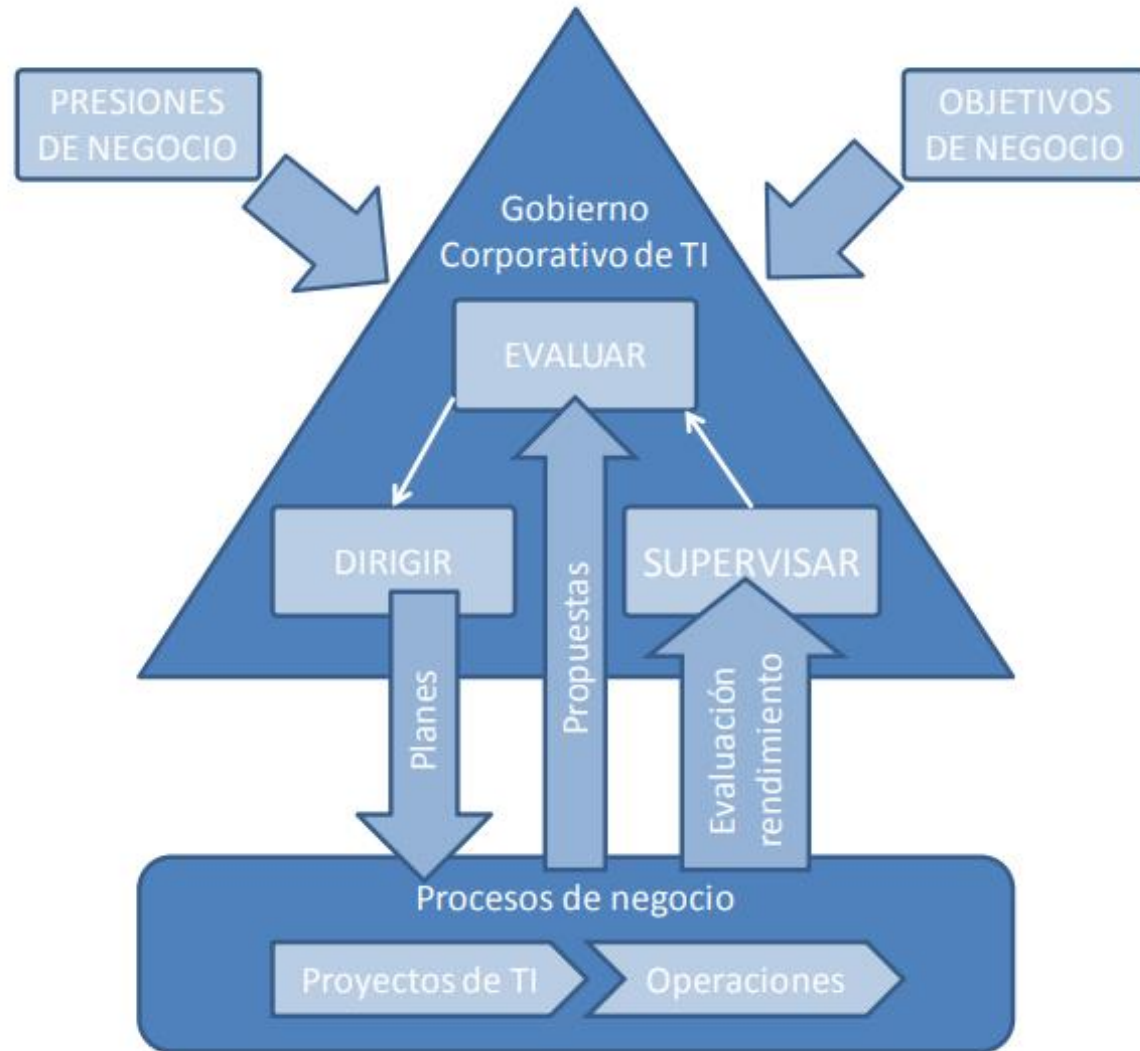 PRESIONES
DE NEGOCIO
OBJETIVOS
DE NEGOCIO
Gobierno
Corporativo de TI
EVALUAR
DIRIGIR
SUPERVISAR
Planes
Propuestas
Evaluación
rendimiento
Procesos de negocio
Proyectos de TI
Operaciones